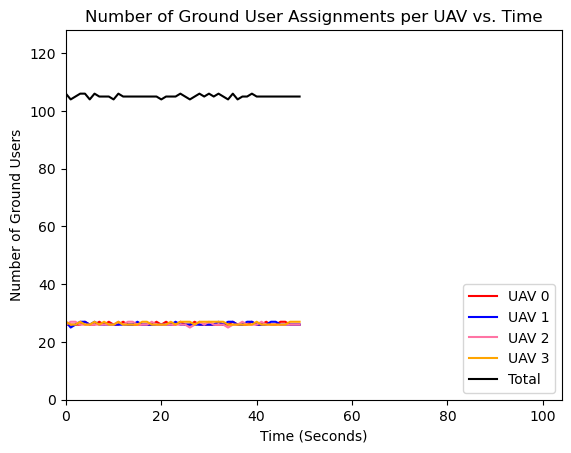 Number of Ground User Assignments per UAV vs. Time
Number of Ground Users
120
100
80
60
40
20
0
0 20 40 60 80 100
Time (Seconds)
UAV 0
UAV 1
UAV 2
UAV 3
Total